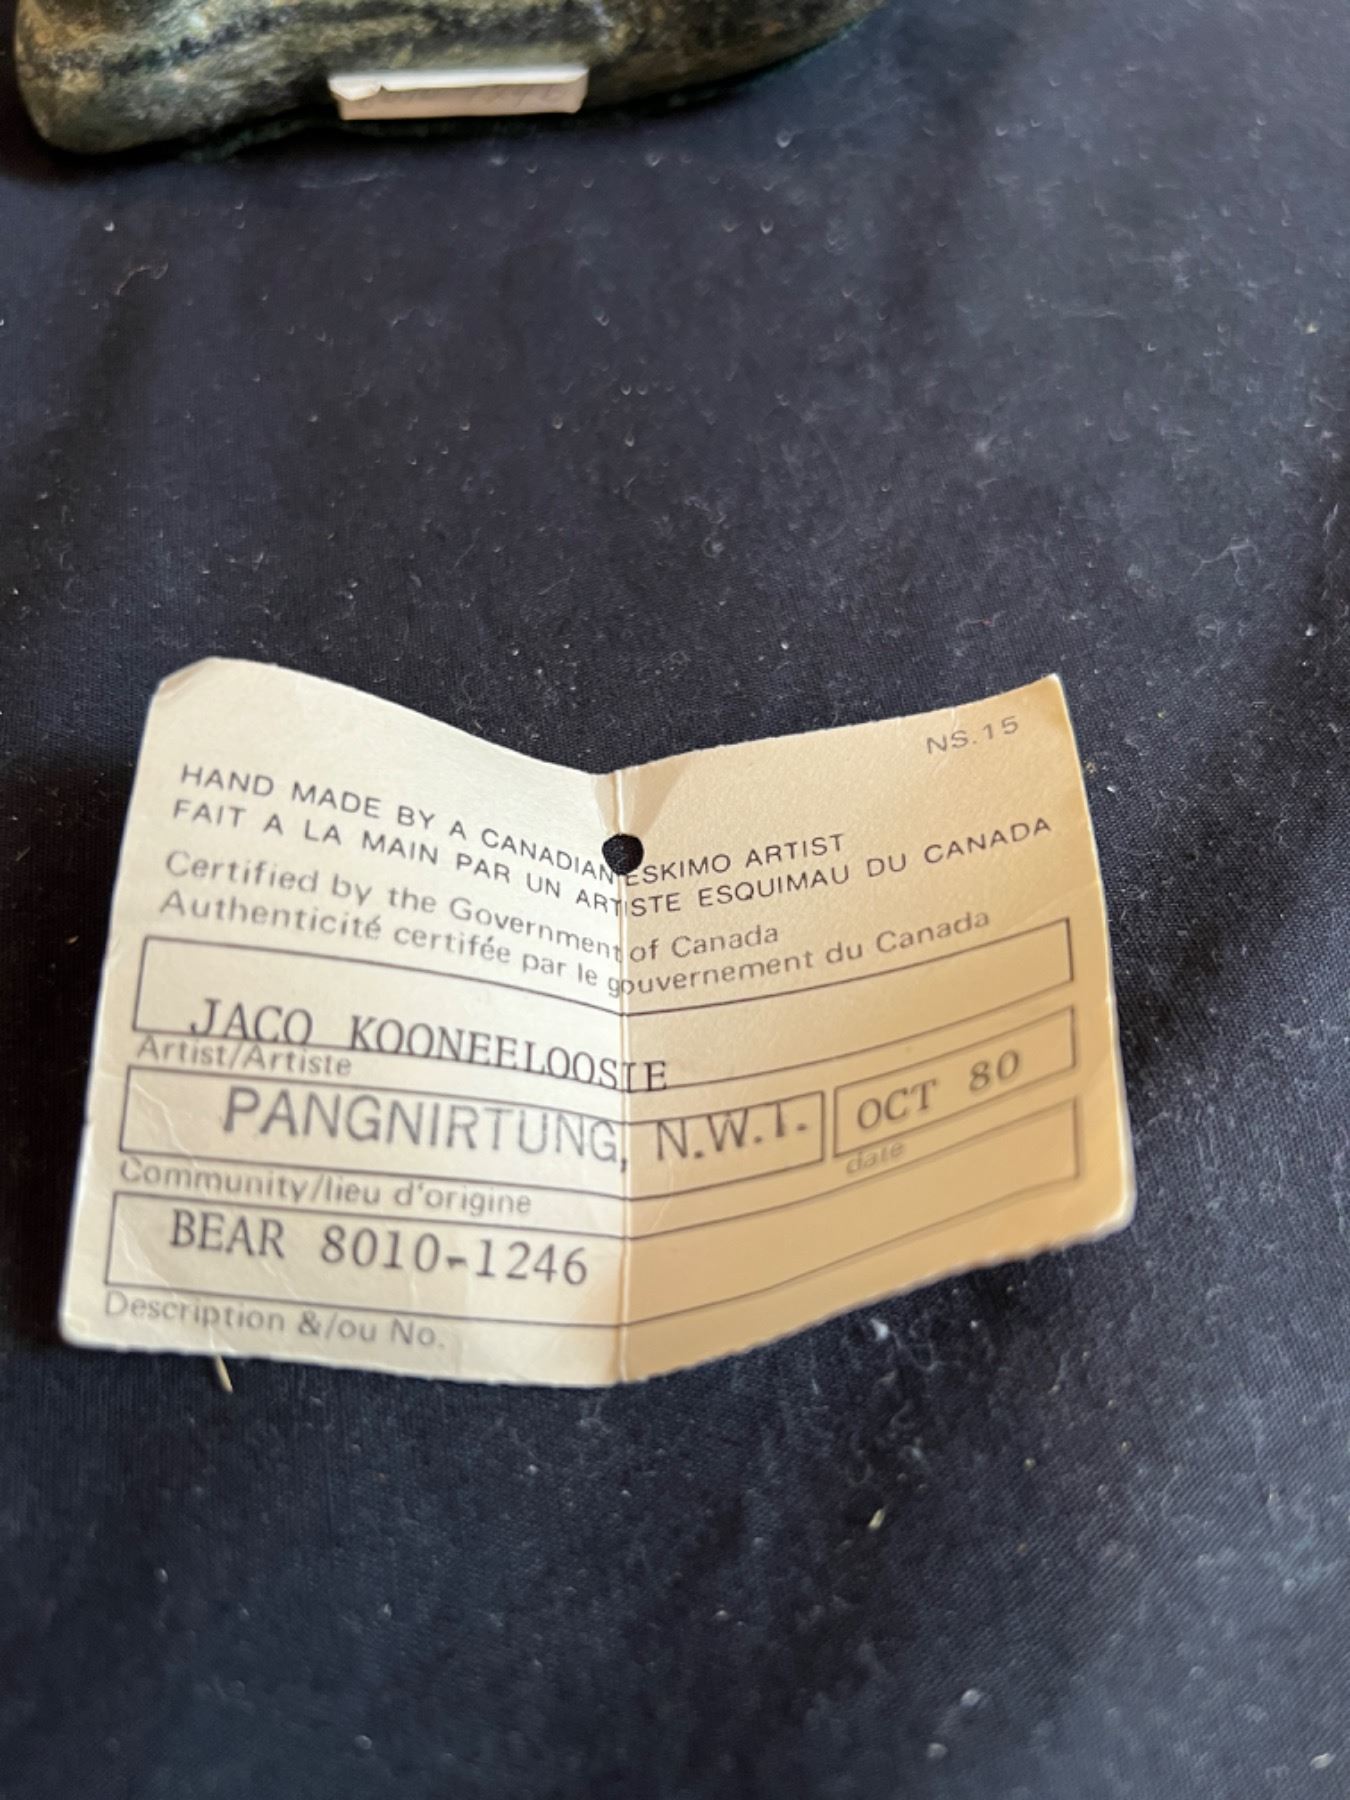 NS.15
HAND MADE BY A CANADIAN ESKIMO ARTIST
FAIT A LA MAIN PAR UN ARTISTE ESQUIMAU DU CANADA
Certified by the Government of Canada
Authenticité certifée par le gouvernement du Canada
JACO KOONEELOOSIE
Artist/Artiste
PANGNIRTUNG, N.W.T. OCT 80
Community/lieu d'origine date
BEAR 8010-1246
Description &/ou No.